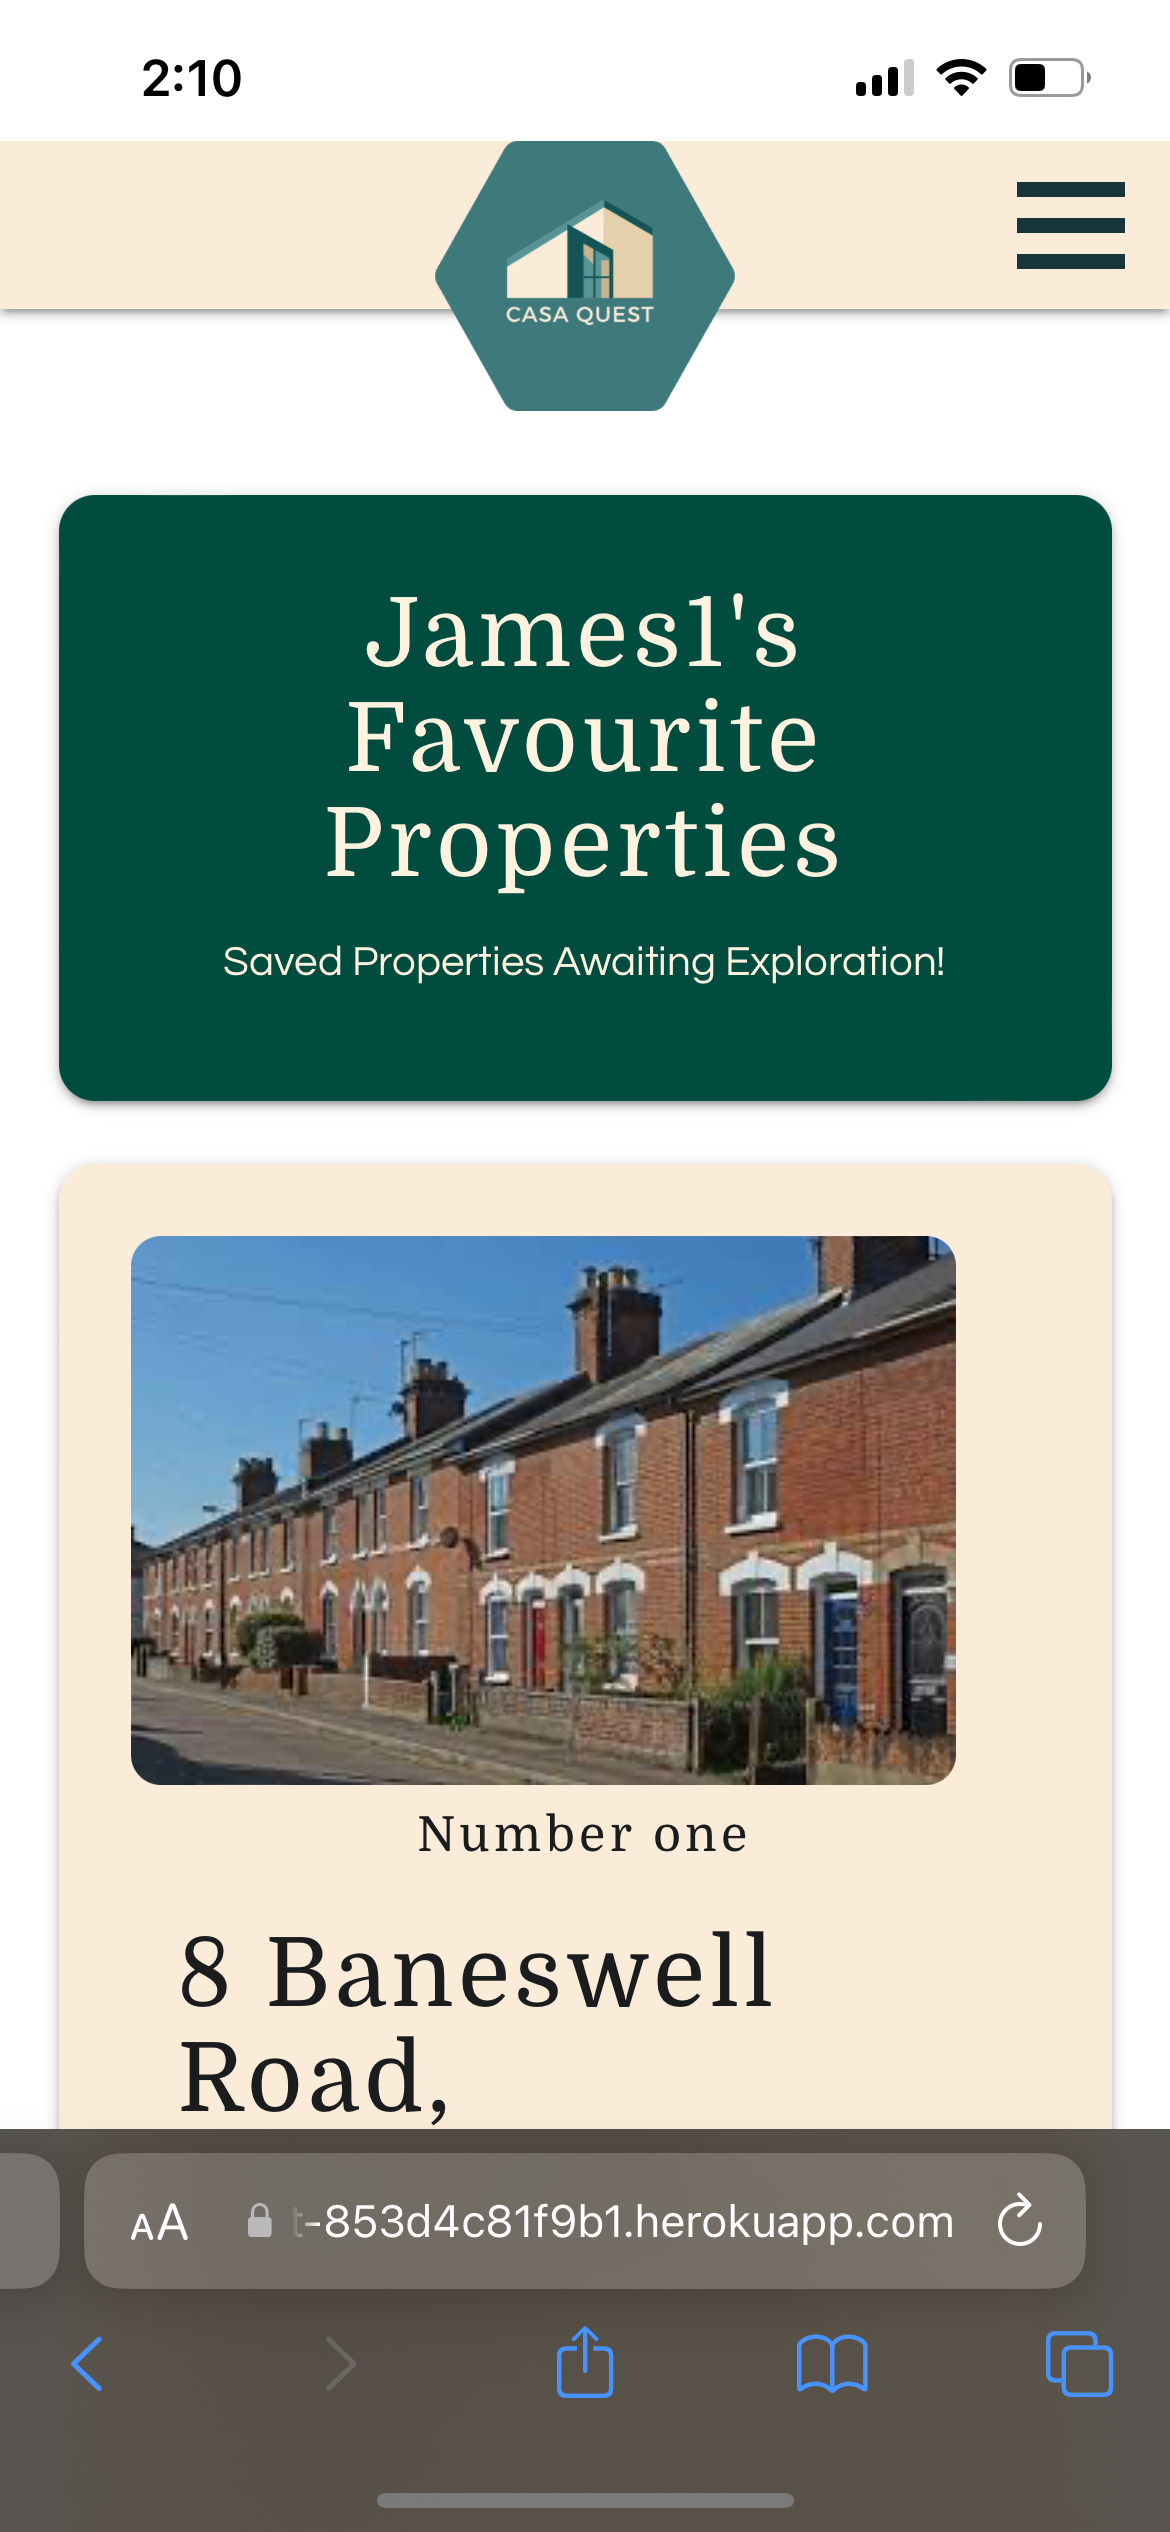 2:10
CASA QUEST
James1's
Favourite
Properties
Saved Properties Awaiting Exploration!
Number one
8 Baneswell
Road,
AA
t-853d4c81f9b1.herokuapp.com